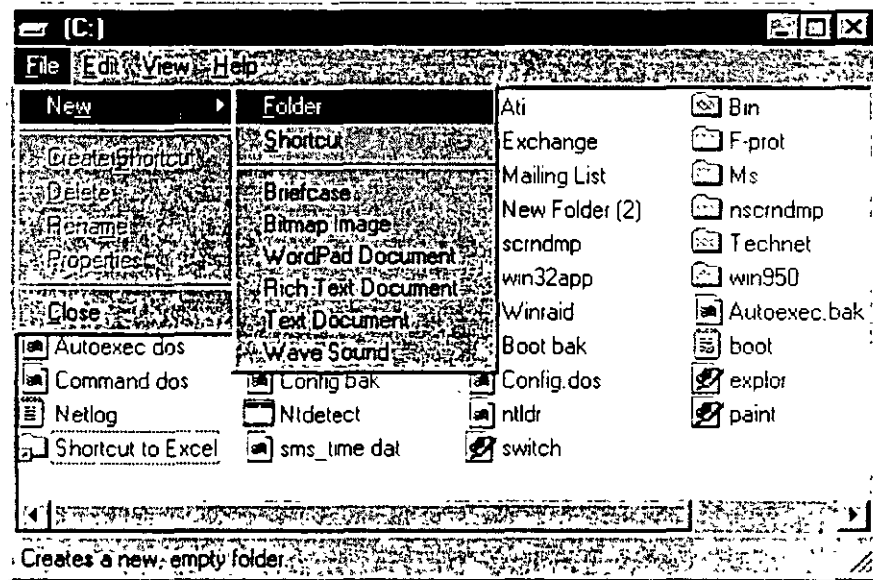 (C:)
File Edit View Help
New
Create Shortcut
Delete
Rename
Properties
Close
Folder
Shortcut
Briefcase
Bitmap Image
WordPad Document
Rich Text Document
Text Document
Wave Sound
Ati Bin
Exchange F-prot
Mailing List Ms
New Folder (2) nscrndmp
scrndmp Technet
win32app win950
Winraid Autoexec.bak
Autoexec dos Boot bak boot
Command dos Config bak Config.dos explor
Netlog Ntdetect ntldr paint
Shortcut to Excel sms_time dat switch
Creates a new, empty folder.